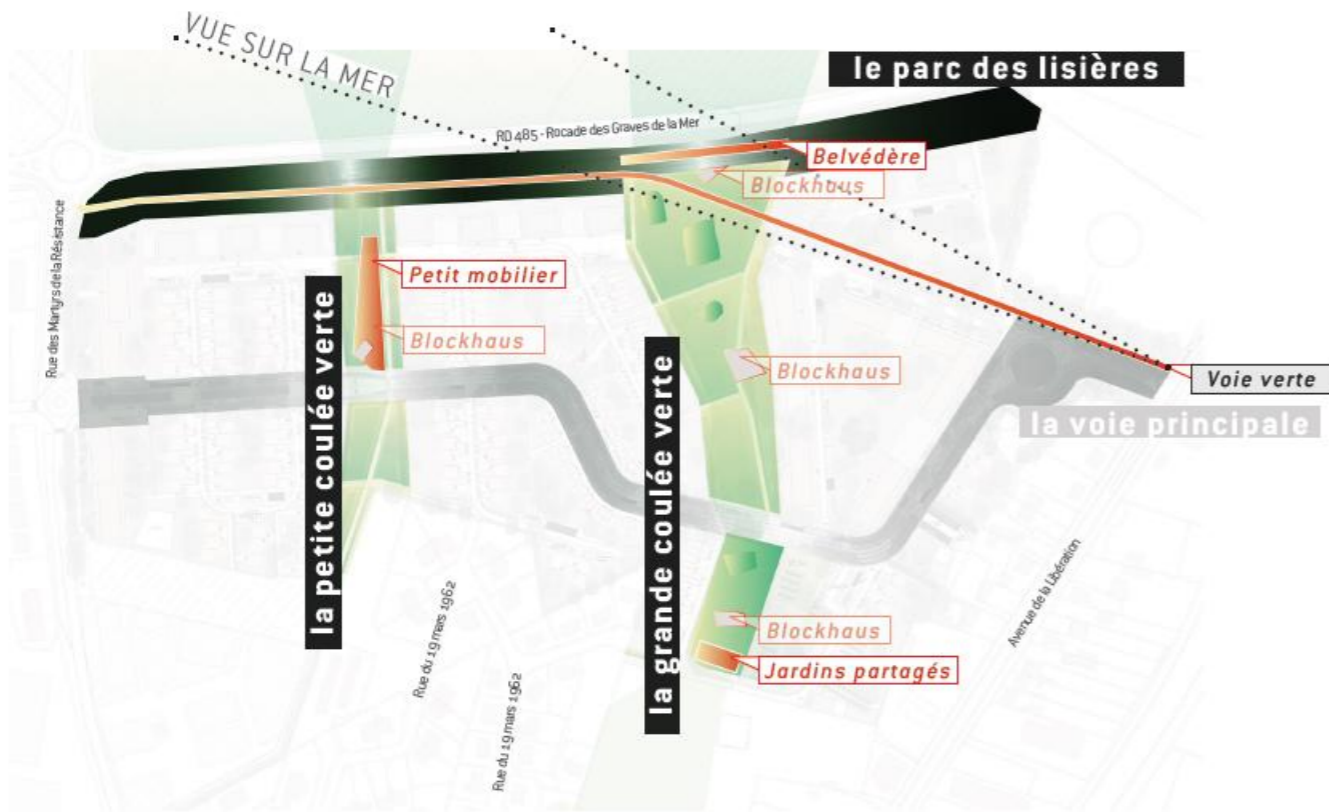 VUE SUR LA MER
le parc des lisières
RD 485 - Rocade des Graves de la Mer
Belvédère
Blockhaus
Rue des Martyrs de la Résistance
Petit mobilier
Blockhaus
la petite coulée verte
la grande coulée verte
Blockhaus
Voie verte
la voie principale
Avenue de la Libération
Rue du 19 mars 1962
Rue du 19 mars 1962
Blockhaus
Jardins partagés